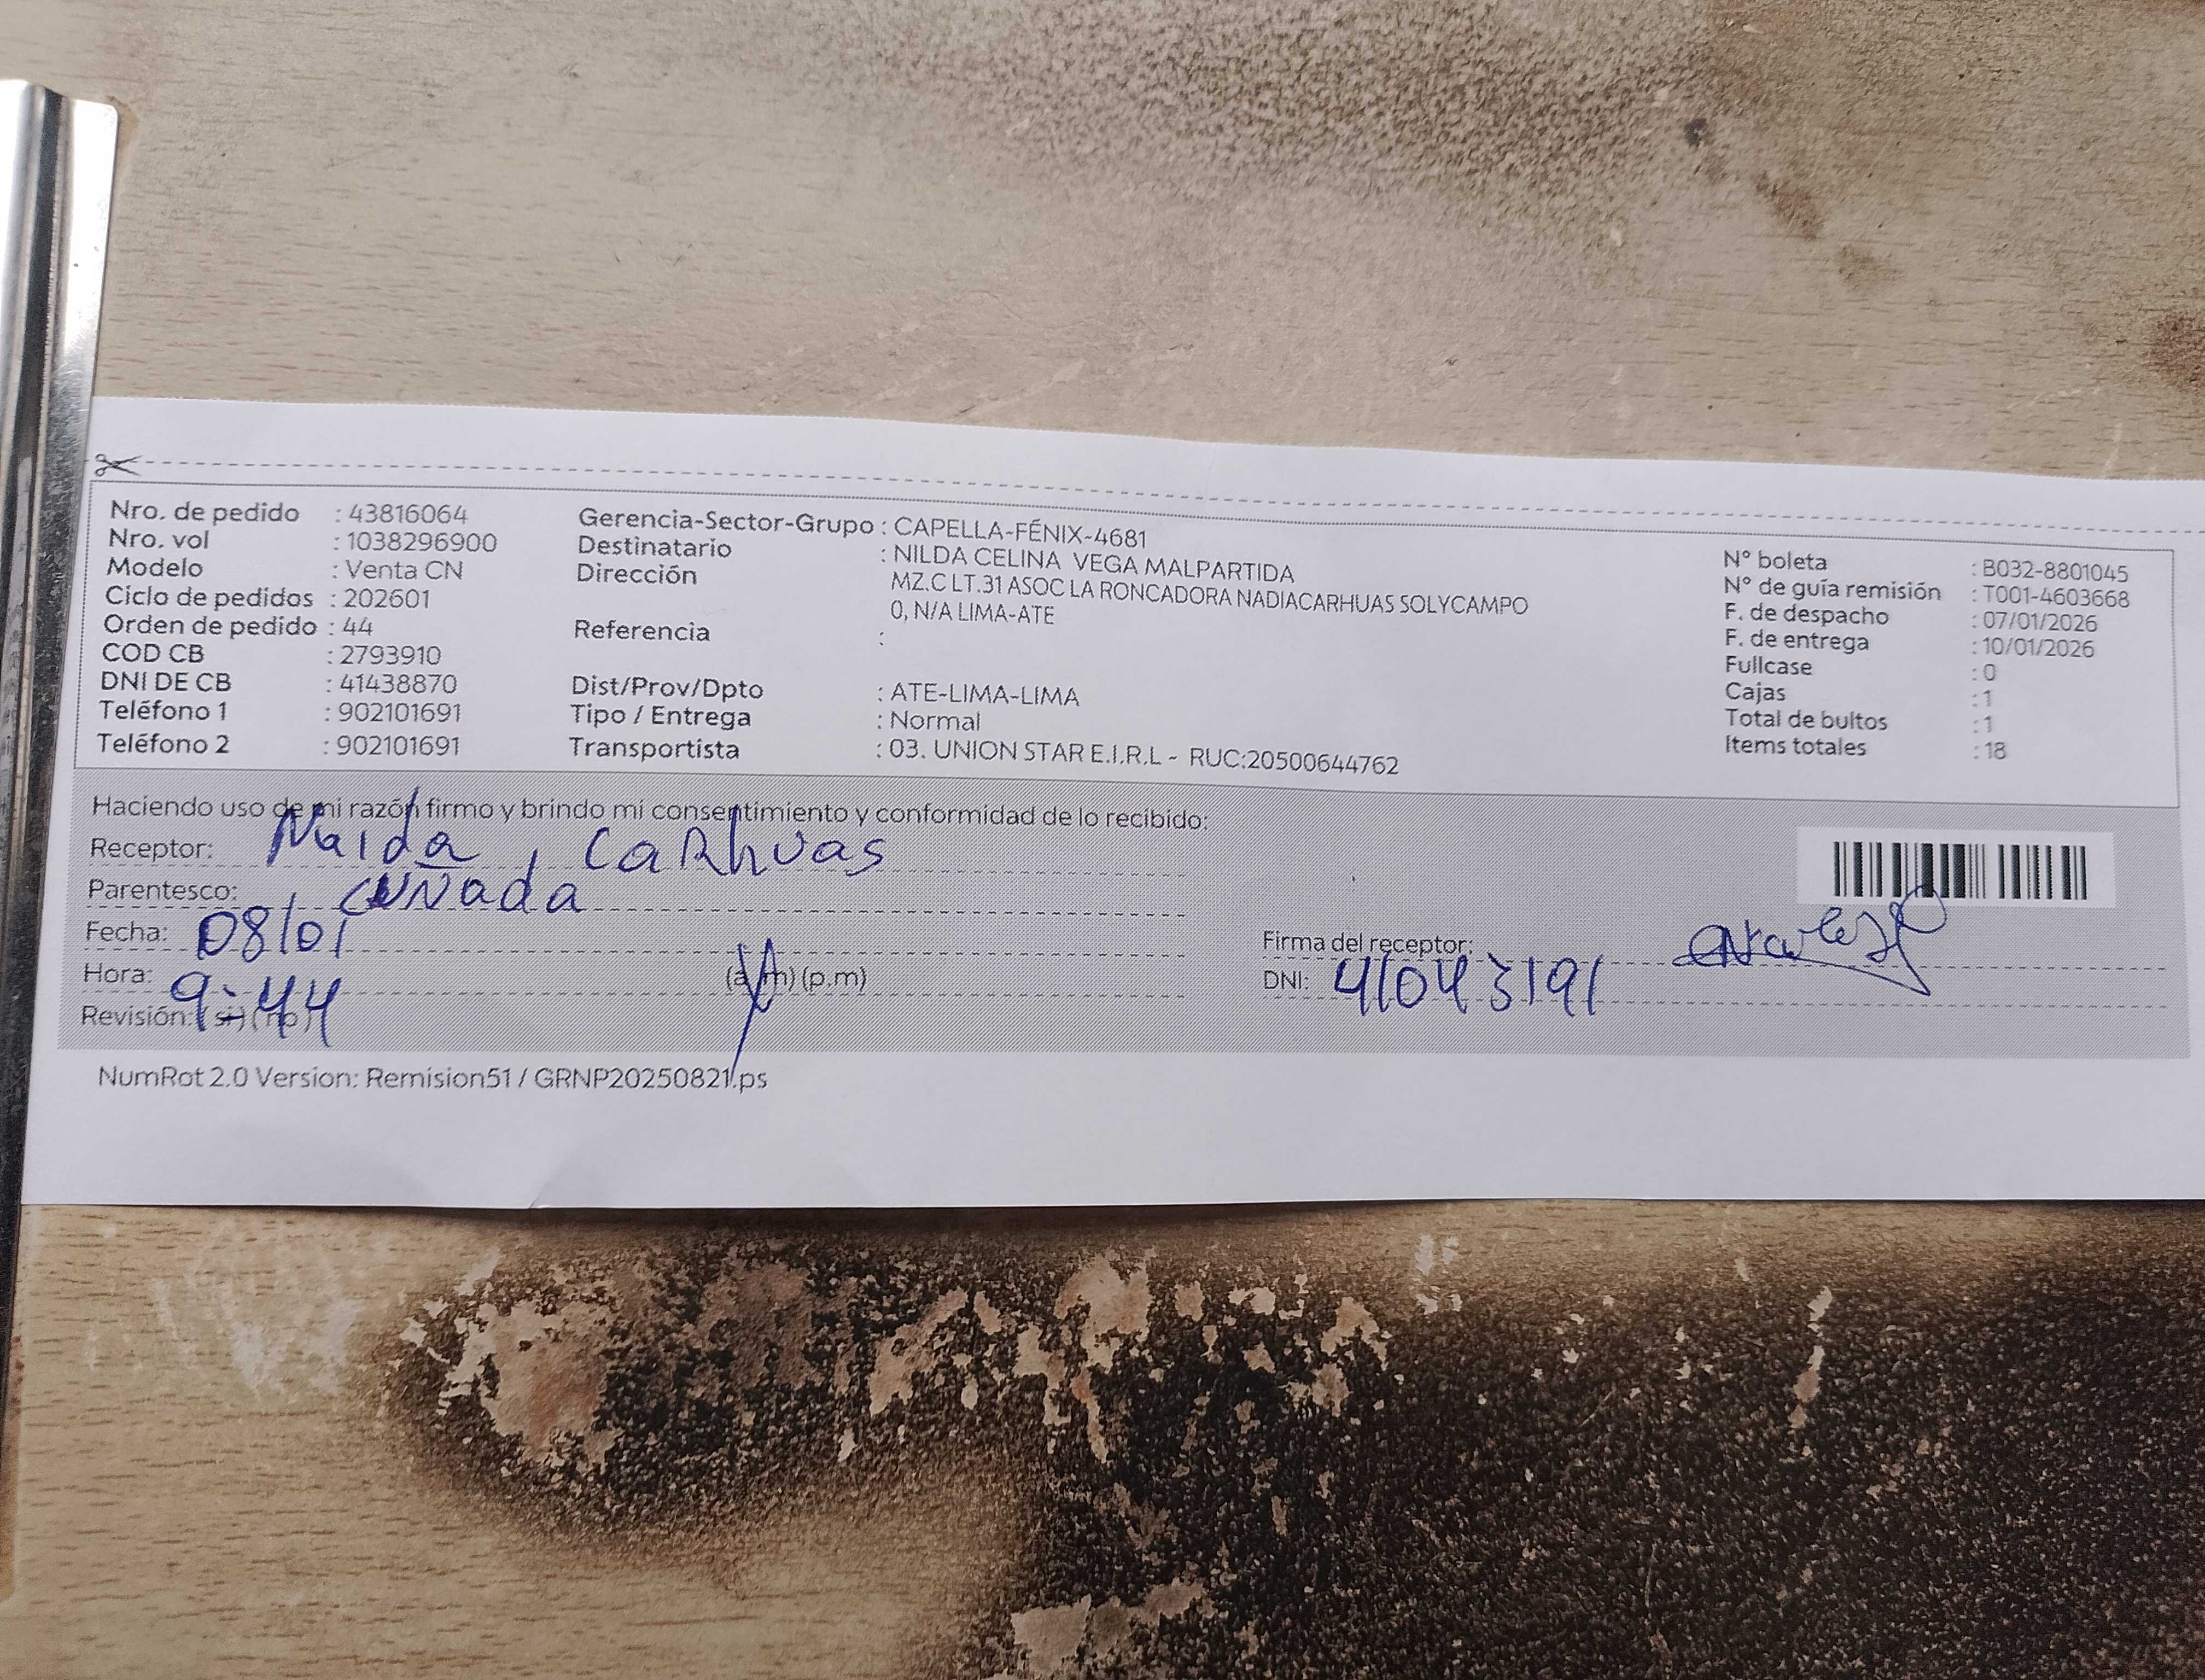 Nro. de pedido : 43816064
Nro. vol : 1038296900
Modelo : Venta CN
Ciclo de pedidos : 202601
Orden de pedido : 44
COD CB : 2793910
DNI DE CB : 41438870
Teléfono 1 : 902101691
Teléfono 2 : 902101691
Gerencia-Sector-Grupo : CAPELLA-FÉNIX-4681
Destinatario : NILDA CELINA VEGA MALPARTIDA
Dirección MZ.C LT.31 ASOC LA RONCADORA NADIACARHUAS SOLYCAMPO
0, N/A LIMA-ATE
Referencia :
Dist/Prov/Dpto : ATE-LIMA-LIMA
Tipo / Entrega : Normal
Transportista : 03. UNION STAR E.I.R.L - RUC:20500644762
N° boleta : B032-8801045
N° de guía remisión : T001-4603668
F. de despacho : 07/01/2026
F. de entrega : 10/01/2026
Fullcase : 0
Cajas : 1
Total de bultos : 1
Items totales : 18
Haciendo uso de mi razón firmo y brindo mi consentimiento y conformidad de lo recibido:
Receptor: Naida, CaRhuas
Parentesco: CUÑada
Fecha: 08/01
Hora: 9:44 (a.m) (p.m)
Revisión: (si) (no)
Firma del receptor:
DNI: 41043191
NumRot 2.0 Version: Remision51 / GRNP20250821.ps